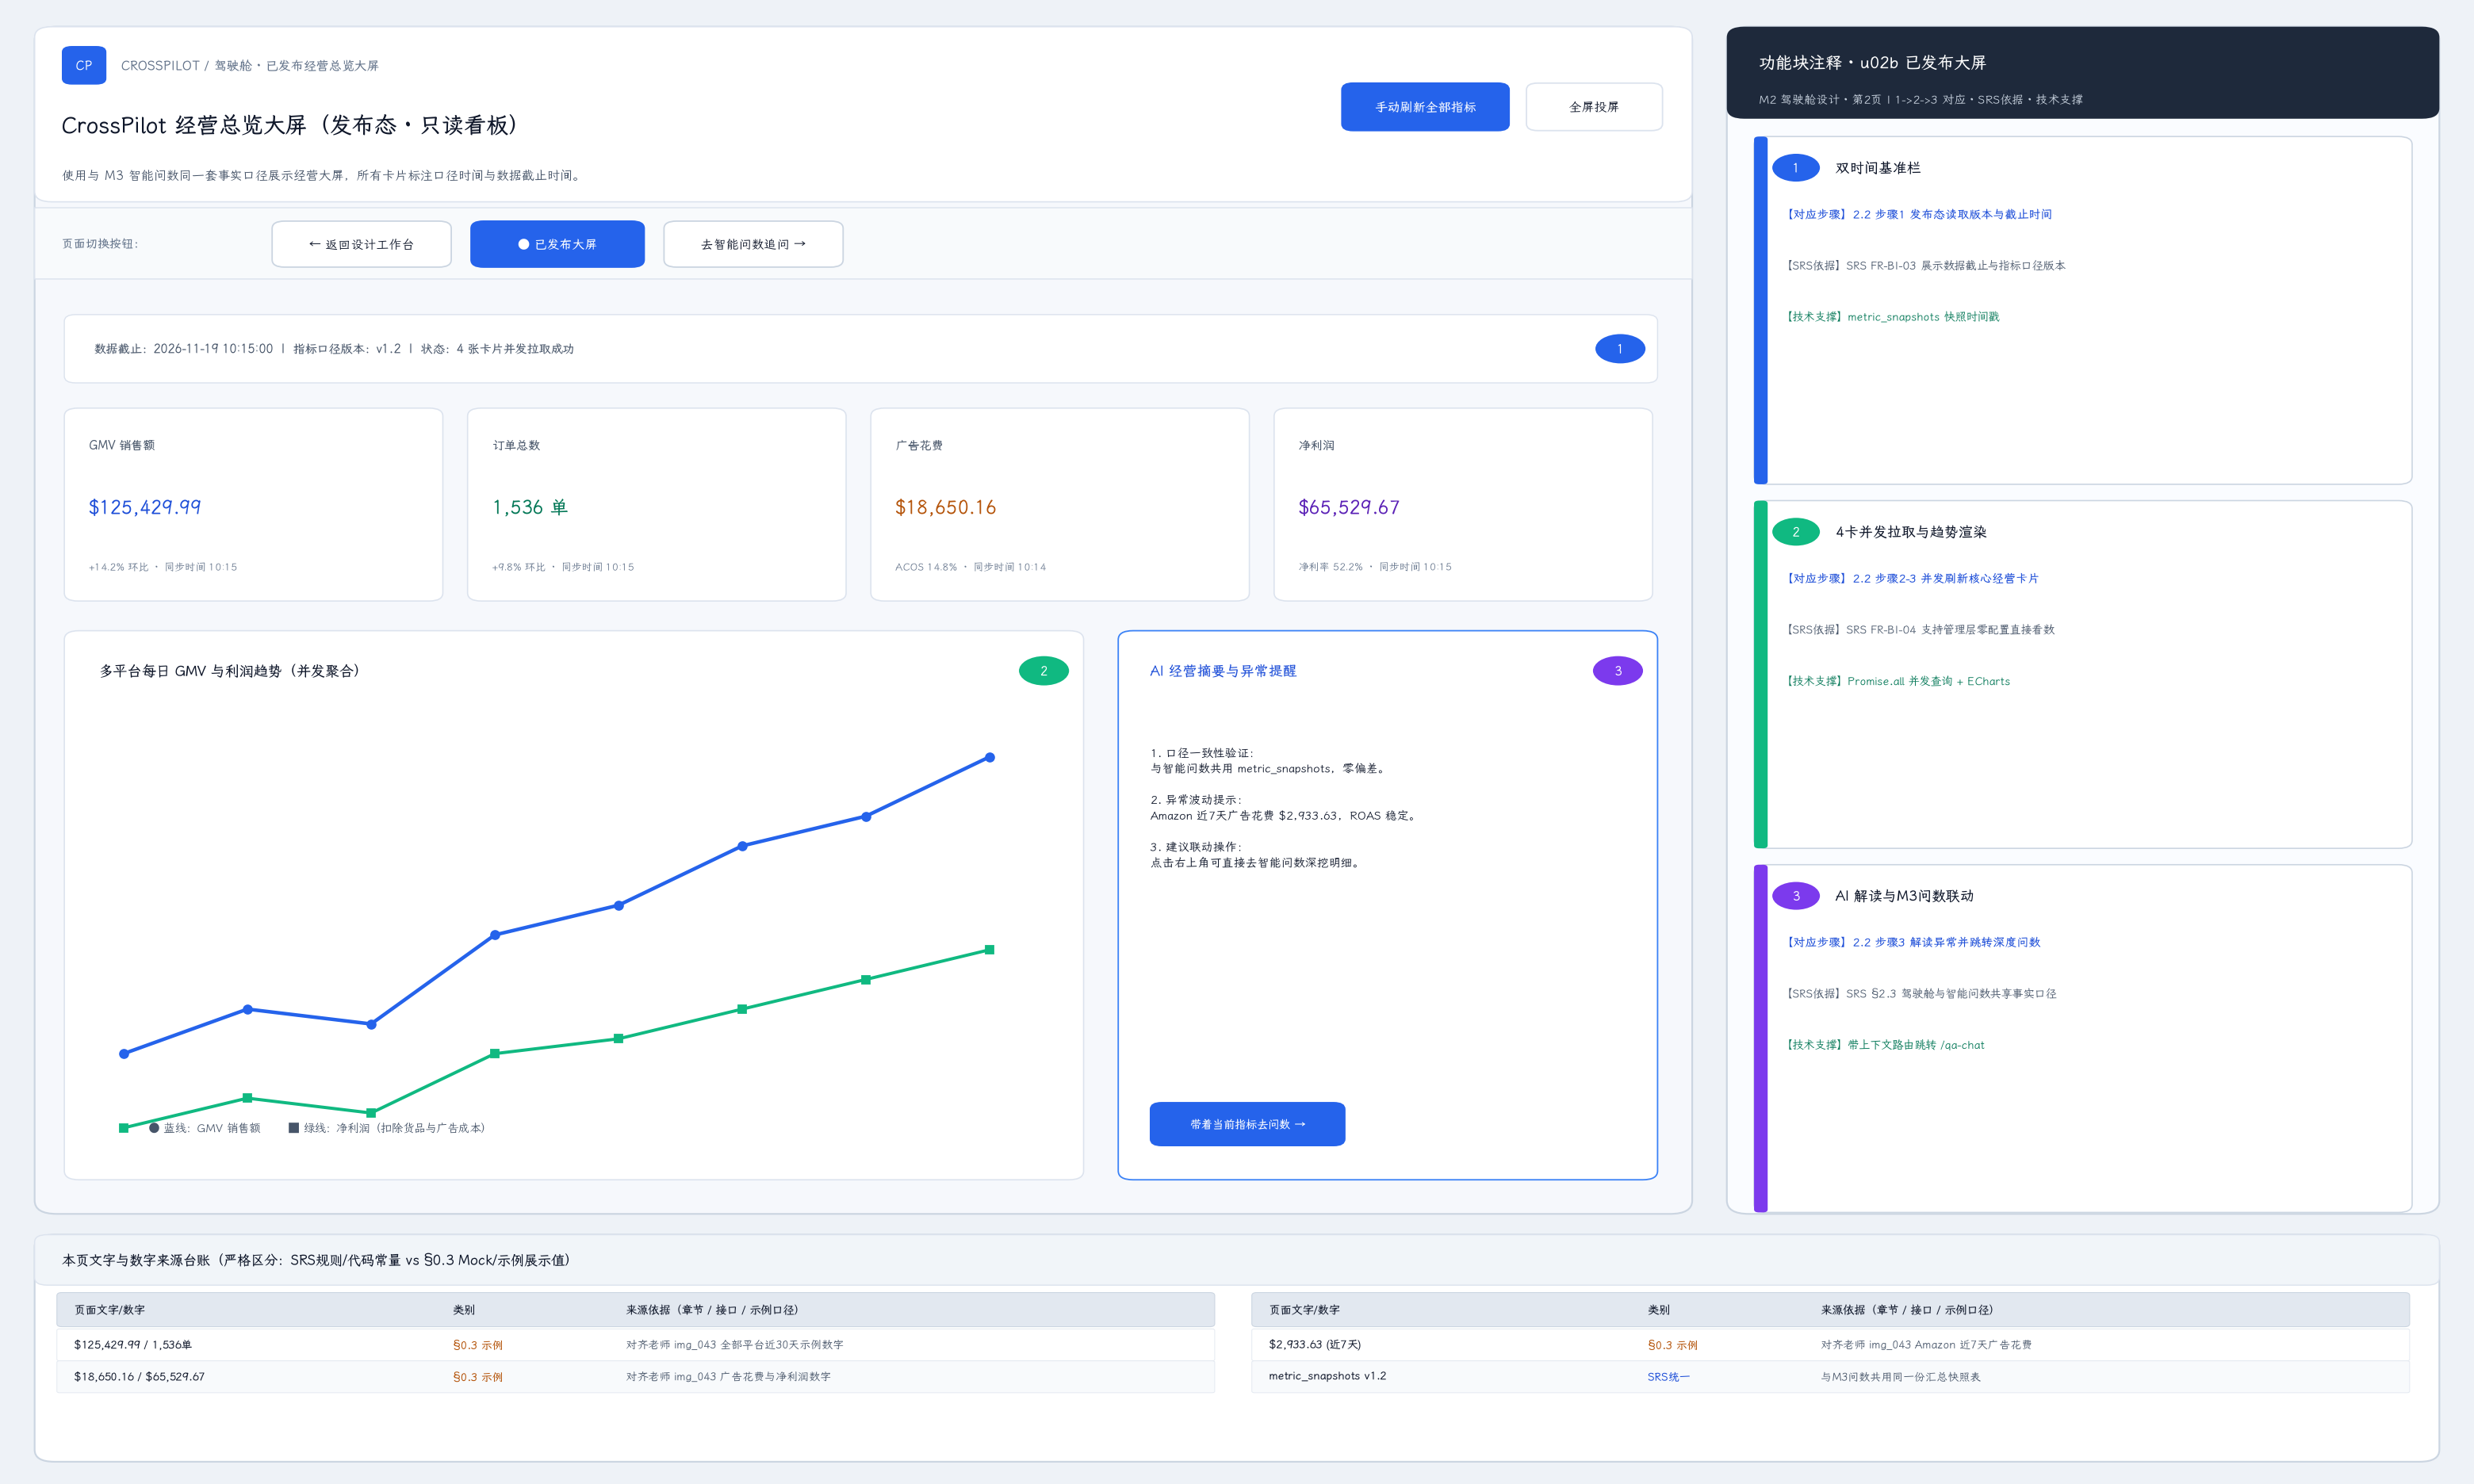 CP
CROSSPILOT / 驾驶舱 · 已发布经营总览大屏
CrossPilot 经营总览大屏（发布态 · 只读看板）
使用与 M3 智能问数同一套事实口径展示经营大屏，所有卡片标注口径时间与数据截止时间。
手动刷新全部指标
全屏投屏
页面切换按钮：
← 返回设计工作台
● 已发布大屏
去智能问数追问 →
数据截止：2026-11-19 10:15:00 | 指标口径版本：v1.2 | 状态：4 张卡片并发拉取成功
1
GMV 销售额
$125,429.99
+14.2% 环比 · 同步时间 10:15
订单总数
1,536 单
+9.8% 环比 · 同步时间 10:15
广告花费
$18,650.16
ACOS 14.8% · 同步时间 10:14
净利润
$65,529.67
净利率 52.2% · 同步时间 10:15
多平台每日 GMV 与利润趋势（并发聚合）
2
● 蓝线：GMV 销售额
■ 绿线：净利润（扣除货品与广告成本）
AI 经营摘要与异常提醒
3
1. 口径一致性验证：
与智能问数共用 metric_snapshots，零偏差。
2. 异常波动提示：
Amazon 近7天广告花费 $2,933.63，ROAS 稳定。
3. 建议联动操作：
点击右上角可直接去智能问数深挖明细。
带着当前指标去问数 →
功能块注释 · u02b 已发布大屏
M2 驾驶舱设计 · 第2页 | 1->2->3 对应 · SRS依据 · 技术支撑
1
双时间基准栏
【对应步骤】2.2 步骤1 发布态读取版本与截止时间
【SRS依据】SRS FR-BI-03 展示数据截止与指标口径版本
【技术支撑】metric_snapshots 快照时间戳
2
4卡并发拉取与趋势渲染
【对应步骤】2.2 步骤2-3 并发刷新核心经营卡片
【SRS依据】SRS FR-BI-04 支持管理层零配置直接看数
【技术支撑】Promise.all 并发查询 + ECharts
3
AI 解读与M3问数联动
【对应步骤】2.2 步骤3 解读异常并跳转深度问数
【SRS依据】SRS §2.3 驾驶舱与智能问数共享事实口径
【技术支撑】带上下文路由跳转 /qa-chat
本页文字与数字来源台账（严格区分：SRS规则/代码常量 vs §0.3 Mock/示例展示值）
页面文字/数字
类别
来源依据（章节 / 接口 / 示例口径）
$125,429.99 / 1,536单
§0.3 示例
对齐老师 img_043 全部平台近30天示例数字
$18,650.16 / $65,529.67
§0.3 示例
对齐老师 img_043 广告花费与净利润数字
页面文字/数字
类别
来源依据（章节 / 接口 / 示例口径）
$2,933.63 (近7天)
§0.3 示例
对齐老师 img_043 Amazon 近7天广告花费
metric_snapshots v1.2
SRS统一
与M3问数共用同一份汇总快照表